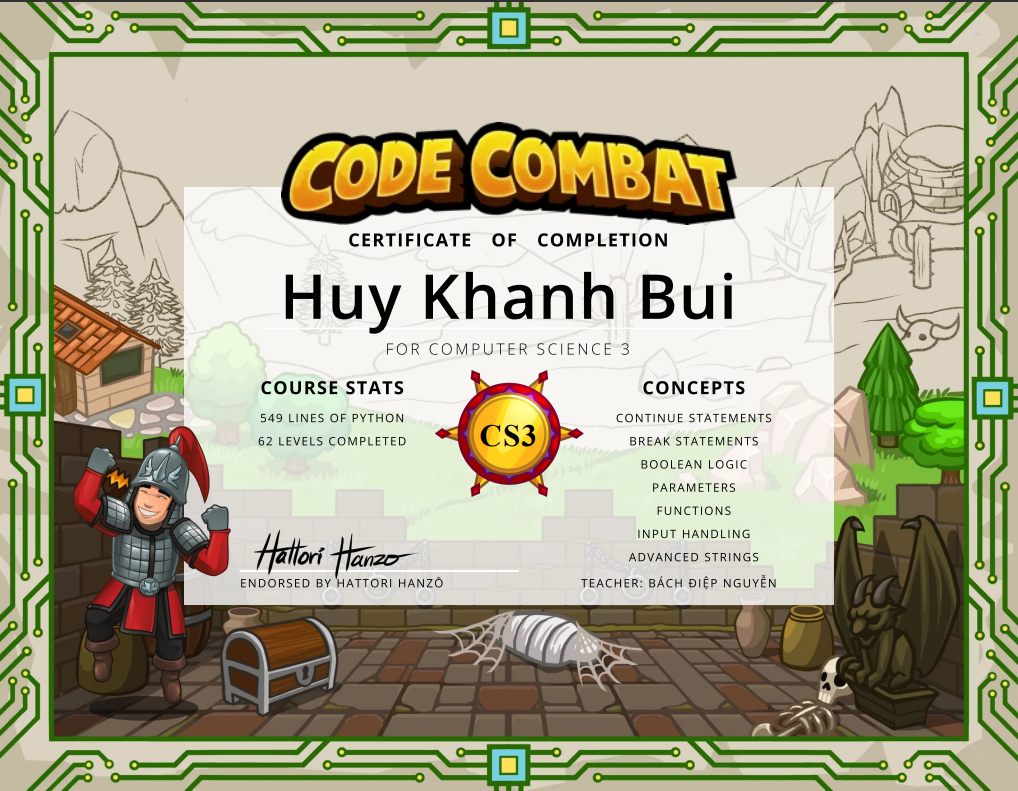 CODE COMBAT
CERTIFICATE OF COMPLETION
Huy Khanh Bui
FOR COMPUTER SCIENCE 3
COURSE STATS
549 LINES OF PYTHON
62 LEVELS COMPLETED
CS3
CONCEPTS
CONTINUE STATEMENTS
BREAK STATEMENTS
BOOLEAN LOGIC
PARAMETERS
FUNCTIONS
INPUT HANDLING
ADVANCED STRINGS
Hattori Hanzo
ENDORSED BY HATTORI HANZŌ
TEACHER: BÁCH ĐIỆP NGUYỄN